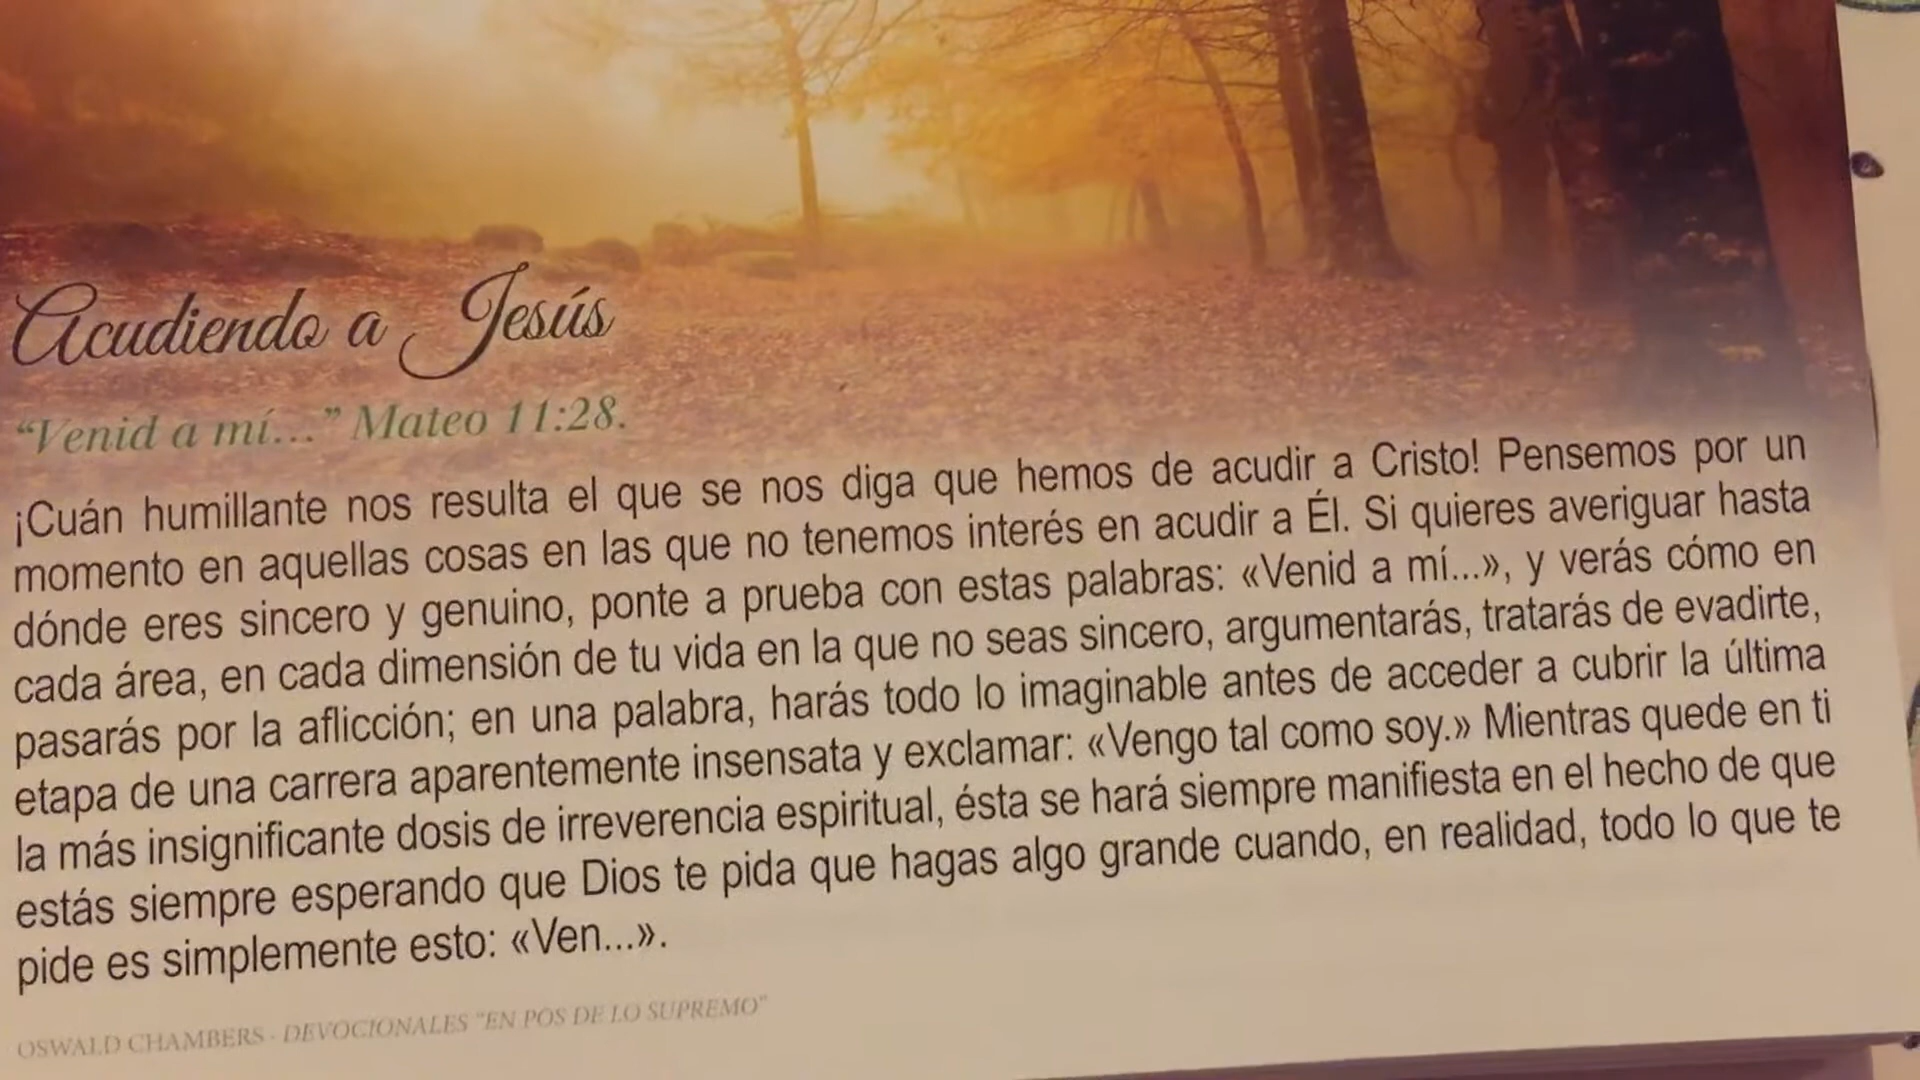 Acudiendo a Jesús
“Venid a mí...” Mateo 11:28.
¡Cuán humillante nos resulta el que se nos diga que hemos de acudir a Cristo! Pensemos por un
momento en aquellas cosas en las que no tenemos interés en acudir a Él. Si quieres averiguar hasta
dónde eres sincero y genuino, ponte a prueba con estas palabras: «Venid a mí...», y verás cómo en
cada área, en cada dimensión de tu vida en la que no seas sincero, argumentarás, tratarás de evadirte,
pasarás por la aflicción; en una palabra, harás todo lo imaginable antes de acceder a cubrir la última
etapa de una carrera aparentemente insensata y exclamar: «Vengo tal como soy.» Mientras quede en ti
la más insignificante dosis de irreverencia espiritual, ésta se hará siempre manifiesta en el hecho de que
estás siempre esperando que Dios te pida que hagas algo grande cuando, en realidad, todo lo que te
pide es simplemente esto: «Ven...».
OSWALD CHAMBERS - DEVOCIONALES "EN POS DE LO SUPREMO"